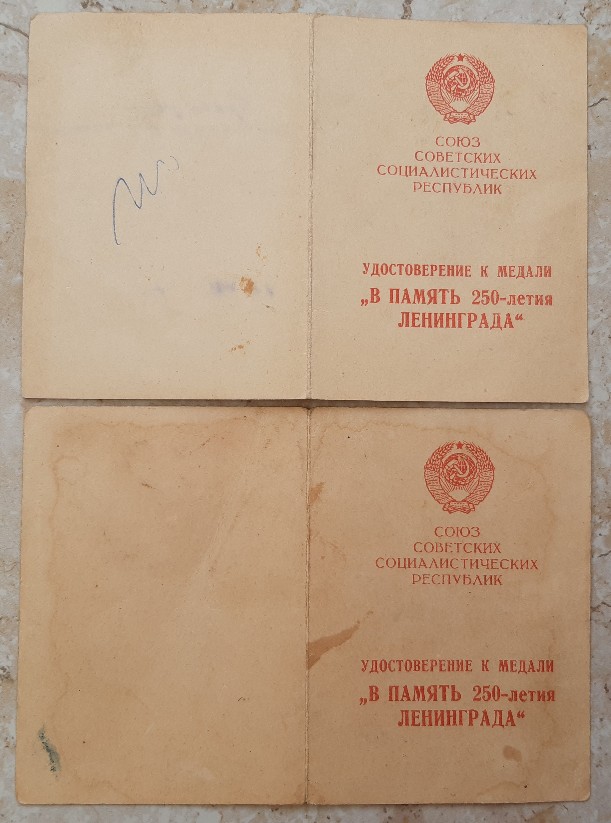 СОЮЗ
СОВЕТСКИХ
СОЦИАЛИСТИЧЕСКИХ
РЕСПУБЛИК
УДОСТОВЕРЕНИЕ К МЕДАЛИ
„В ПАМЯТЬ 250-летия
ЛЕНИНГРАДА“
СОЮЗ
СОВЕТСКИХ
СОЦИАЛИСТИЧЕСКИХ
РЕСПУБЛИК
УДОСТОВЕРЕНИЕ К МЕДАЛИ
„В ПАМЯТЬ 250-летия
ЛЕНИНГРАДА“